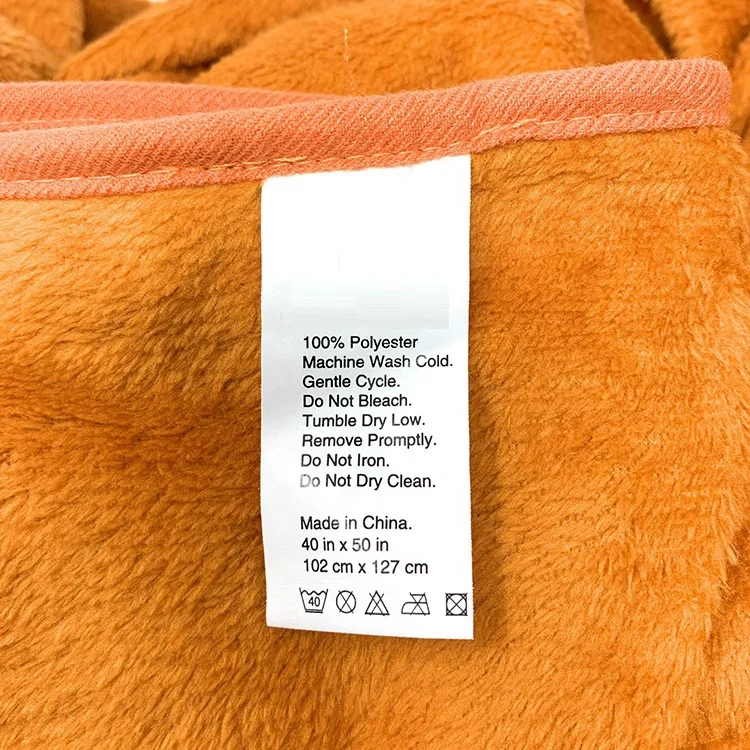 100% Polyester
Machine Wash Cold.
Gentle Cycle.
Do Not Bleach.
Tumble Dry Low.
Remove Promptly.
Do Not Iron.
Do Not Dry Clean.
Made in China.
40 in x 50 in
102 cm x 127 cm
40